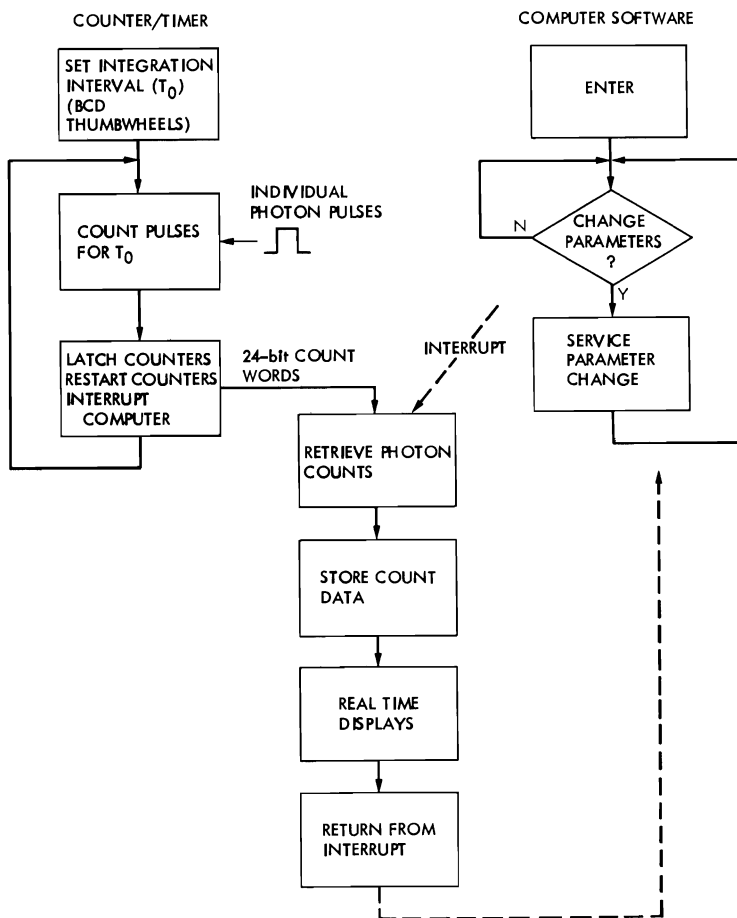 COUNTER/TIMER
SET INTEGRATION
INTERVAL (T0)
(BCD
THUMBWHEELS)
COUNT PULSES
FOR T0
INDIVIDUAL
PHOTON PULSES
LATCH COUNTERS
RESTART COUNTERS
INTERRUPT
COMPUTER
24-bit COUNT
WORDS
COMPUTER SOFTWARE
ENTER
CHANGE
PARAMETERS
?
N
Y
SERVICE
PARAMETER
CHANGE
INTERRUPT
RETRIEVE PHOTON
COUNTS
STORE COUNT
DATA
REAL TIME
DISPLAYS
RETURN FROM
INTERRUPT